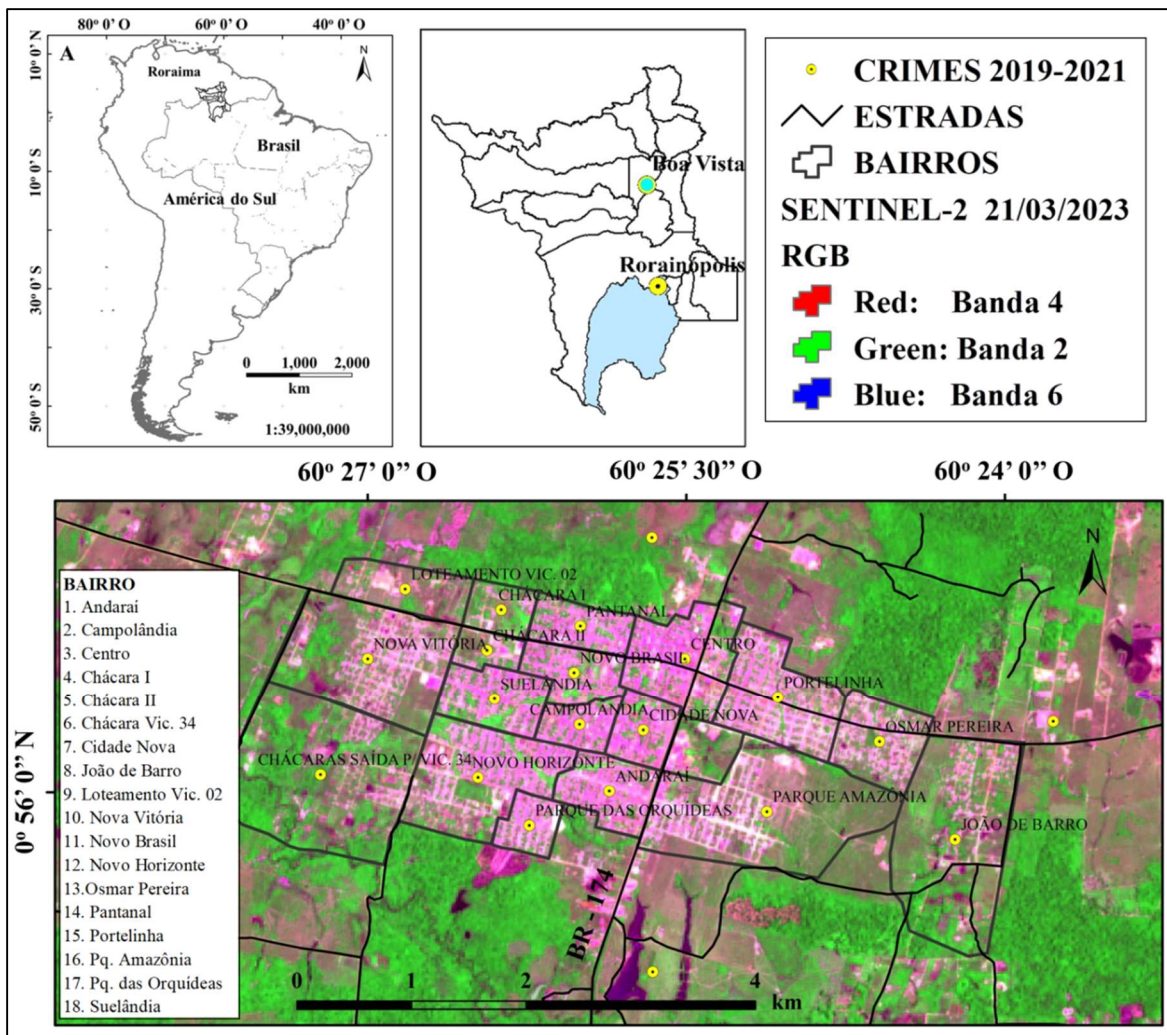 80° 0’ O
60° 0’ O
40° 0’ O
10° 0’ N
0° 0’
10° 0’ S
30° 0’ S
50° 0’ S
A
N
Roraima
Brasil
América do Sul
0 1,000 2,000
km
1:39,000,000
Boa Vista
Rorainópolis
CRIMES 2019-2021
ESTRADAS
BAIRROS
SENTINEL-2 21/03/2023
RGB
Red: Banda 4
Green: Banda 2
Blue: Banda 6
60° 27’ 0” O
60° 25’ 30” O
60° 24’ 0” O
0° 56’ 0” N
N
BAIRRO
1. Andaraí
2. Campolândia
3. Centro
4. Chácara I
5. Chácara II
6. Chácara Vic. 34
7. Cidade Nova
8. João de Barro
9. Loteamento Vic. 02
10. Nova Vitória
11. Novo Brasil
12. Novo Horizonte
13.Osmar Pereira
14. Pantanal
15. Portelinha
16. Pq. Amazônia
17. Pq. das Orquídeas
18. Suelândia
LOTEAMENTO VIC. 02
CHÁCARA I
PANTANAL
NOVA VITÓRIA
CHÁCARA II
NOVO BRASIL
CENTRO
SUELÂNDIA
PORTELINHA
CAMPOLÂNDIA
CIDADE NOVA
OSMAR PEREIRA
CHÁCARAS SAÍDA P/ VIC. 34
NOVO HORIZONTE
ANDARAÍ
PARQUE DAS ORQUÍDEAS
PARQUE AMAZÔNIA
JOÃO DE BARRO
BR - 174
0 2 4
km